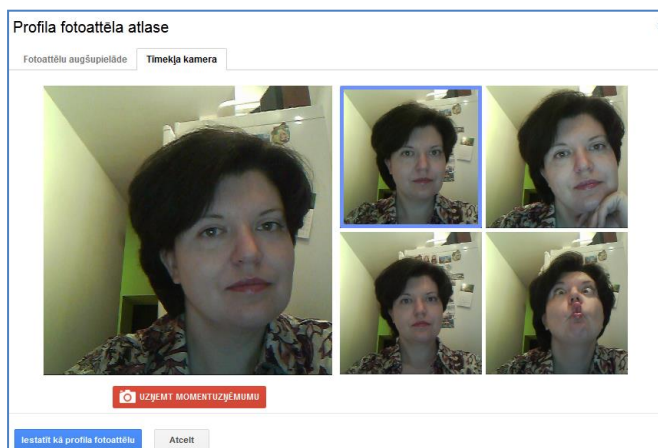 Profila fotoattēla atlase
Fotoattēlu augšupielāde
Tīmekļa kamera
UZŅEMT MOMENTUZŅĒMUMU
Iestatīt kā profila fotoattēlu
Atcelt